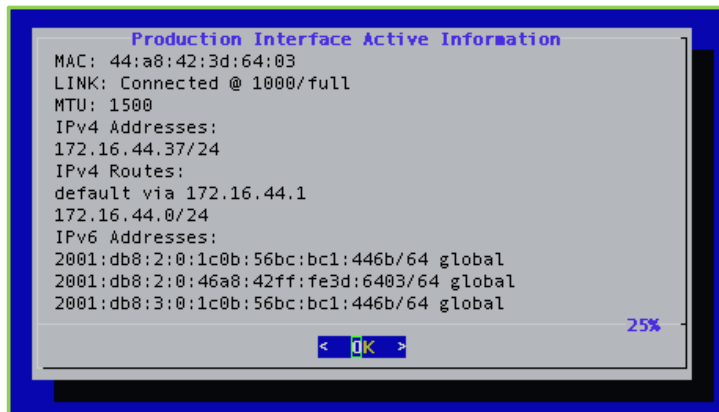 Production Interface Active Information
MAC: 44:a8:42:3d:64:03
LINK: Connected @ 1000/full
MTU: 1500
IPv4 Addresses:
172.16.44.37/24
IPv4 Routes:
default via 172.16.44.1
172.16.44.0/24
IPv6 Addresses:
2001:db8:2:0:1c0b:56bc:bc1:446b/64 global
2001:db8:2:0:46a8:42ff:fe3d:6403/64 global
2001:db8:3:0:1c0b:56bc:bc1:446b/64 global
25%
< OK >